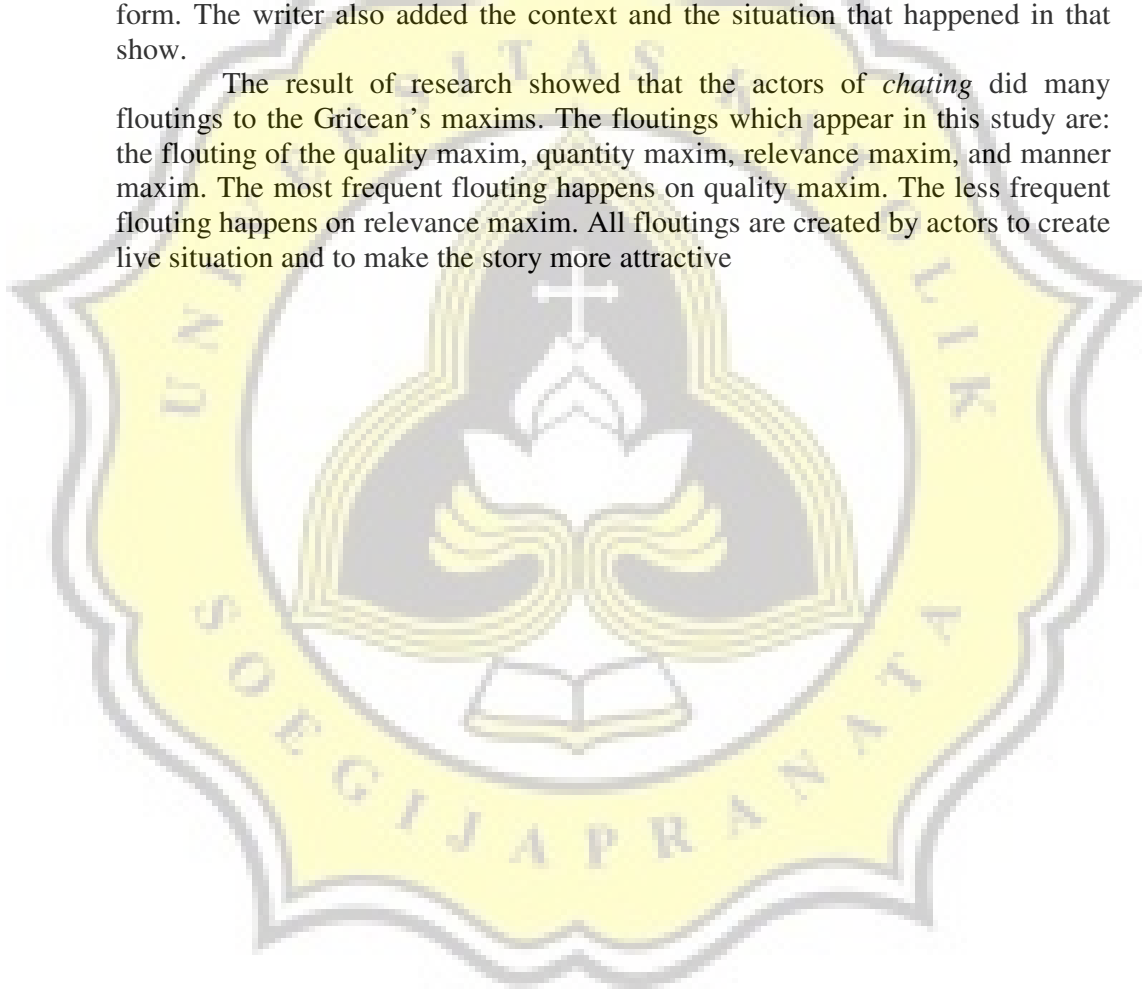 form. The writer also added the context and the situation that happened in that
show.
The result of research showed that the actors of chating did many
floutings to the Gricean's maxims. The floutings which appear in this study are:
the flouting of the quality maxim, quantity maxim, relevance maxim, and manner
maxim. The most frequent flouting happens on quality maxim. The less frequent
flouting happens on relevance maxim. All floutings are created by actors to create
live situation and to make the story more attractive
UNIVERSITAS KATOLIK
SOEGIJAPRANATA